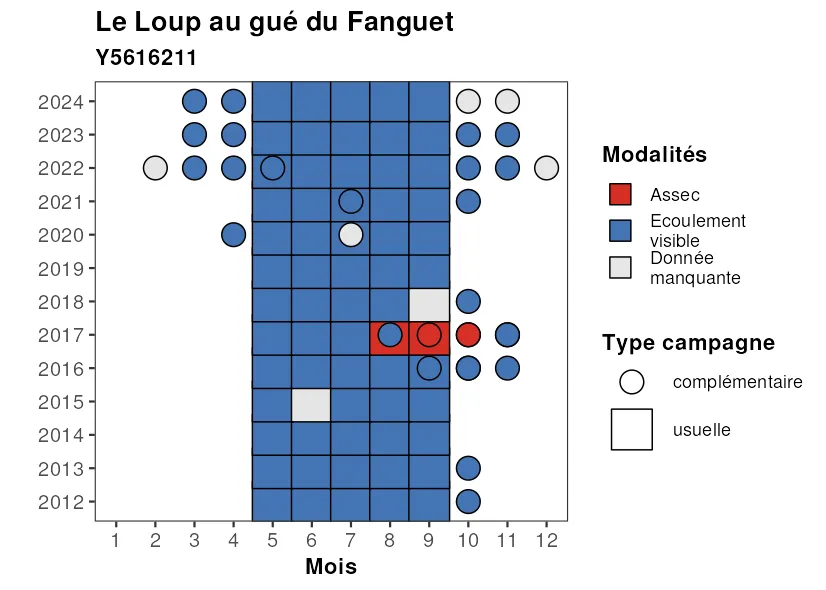 Le Loup au gué du Fanguet
Y5616211
2024
2023
2022
2021
2020
2019
2018
2017
2016
2015
2014
2013
2012
1 2 3 4 5 6 7 8 9 10 11 12
Mois
Modalités
Assec
Ecoulement
visible
Donnée
manquante
Type campagne
complémentaire
usuelle